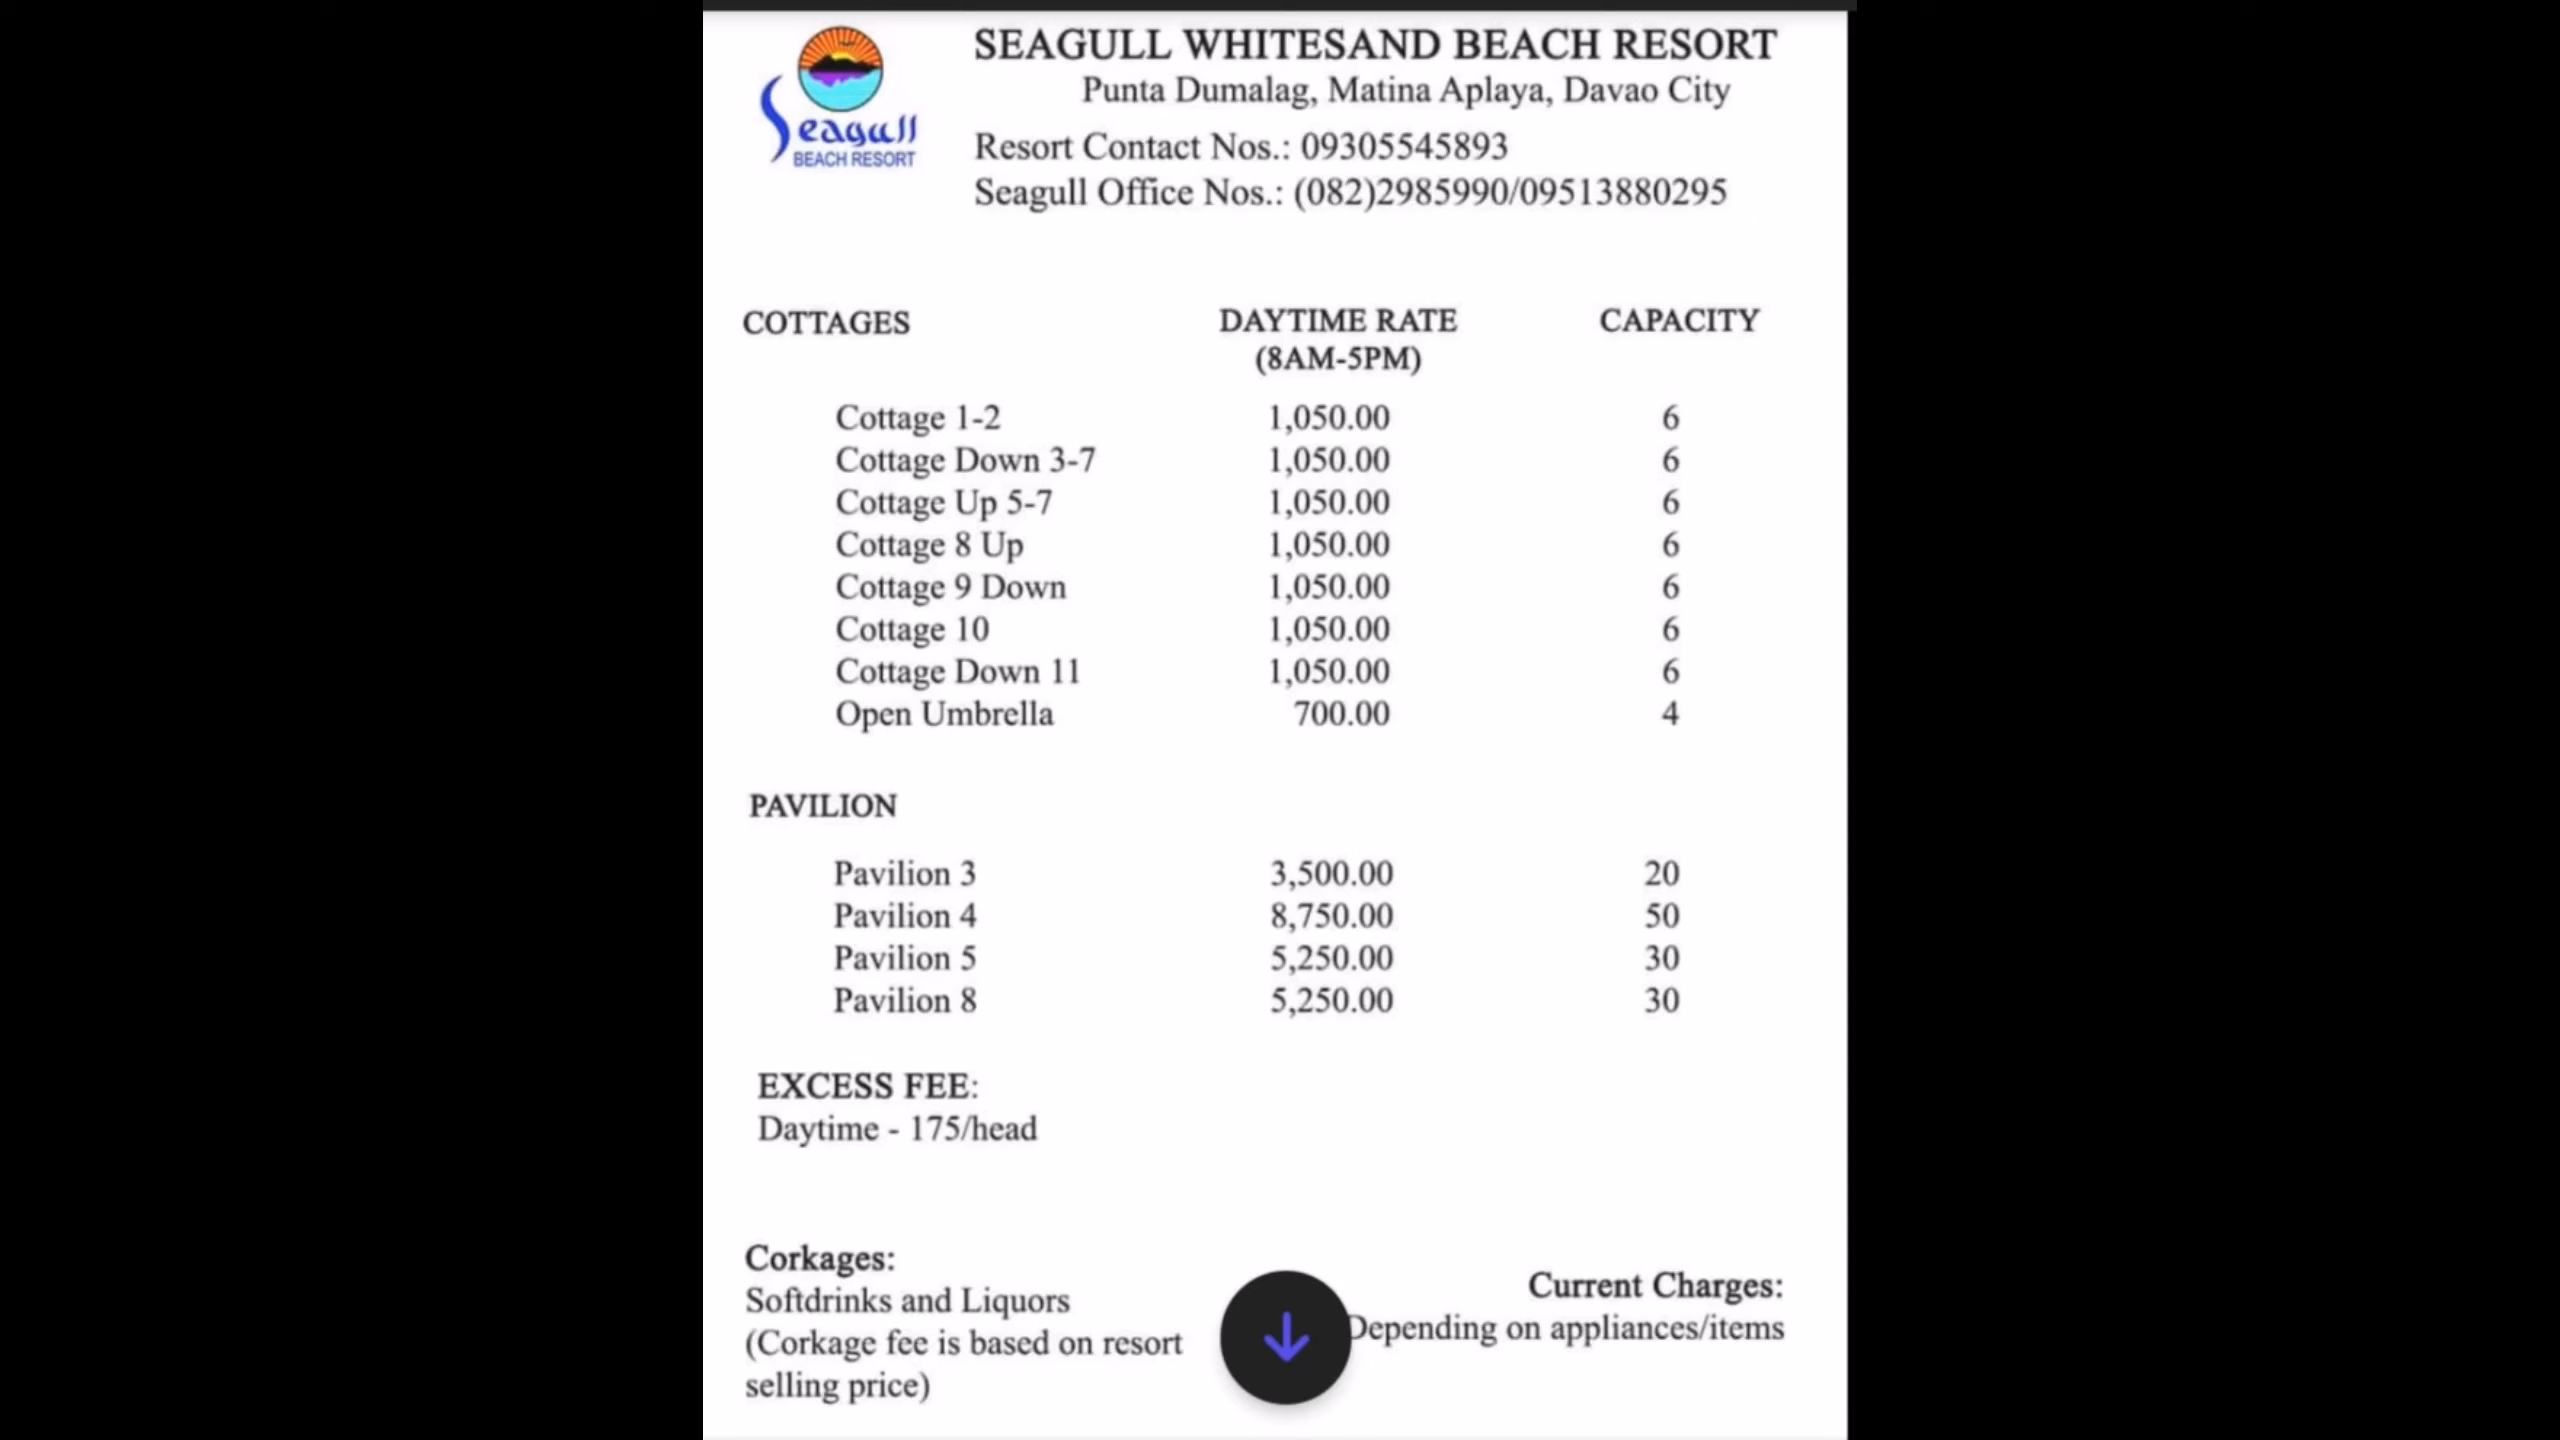 Seagull
BEACH RESORT
SEAGULL WHITESAND BEACH RESORT
Punta Dumalag, Matina Aplaya, Davao City
Resort Contact Nos.: 09305545893
Seagull Office Nos.: (082)2985990/09513880295
COTTAGES DAYTIME RATE CAPACITY
(8AM-5PM)
Cottage 1-2 1,050.00 6
Cottage Down 3-7 1,050.00 6
Cottage Up 5-7 1,050.00 6
Cottage 8 Up 1,050.00 6
Cottage 9 Down 1,050.00 6
Cottage 10 1,050.00 6
Cottage Down 11 1,050.00 6
Open Umbrella 700.00 4
PAVILION
Pavilion 3 3,500.00 20
Pavilion 4 8,750.00 50
Pavilion 5 5,250.00 30
Pavilion 8 5,250.00 30
EXCESS FEE:
Daytime - 175/head
Corkages:
Softdrinks and Liquors
(Corkage fee is based on resort
selling price)
Current Charges:
Depending on appliances/items